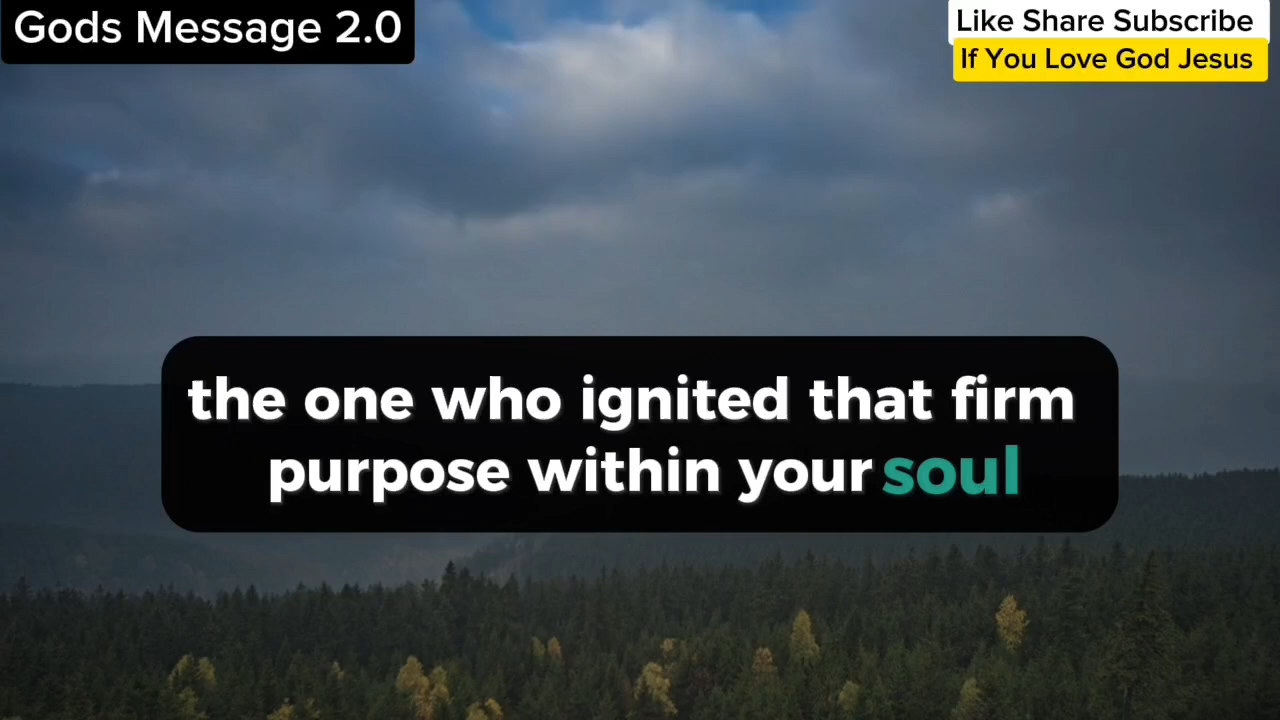 Gods Message 2.0
Like Share Subscribe
If You Love God Jesus
the one who ignited that firm
purpose within your soul